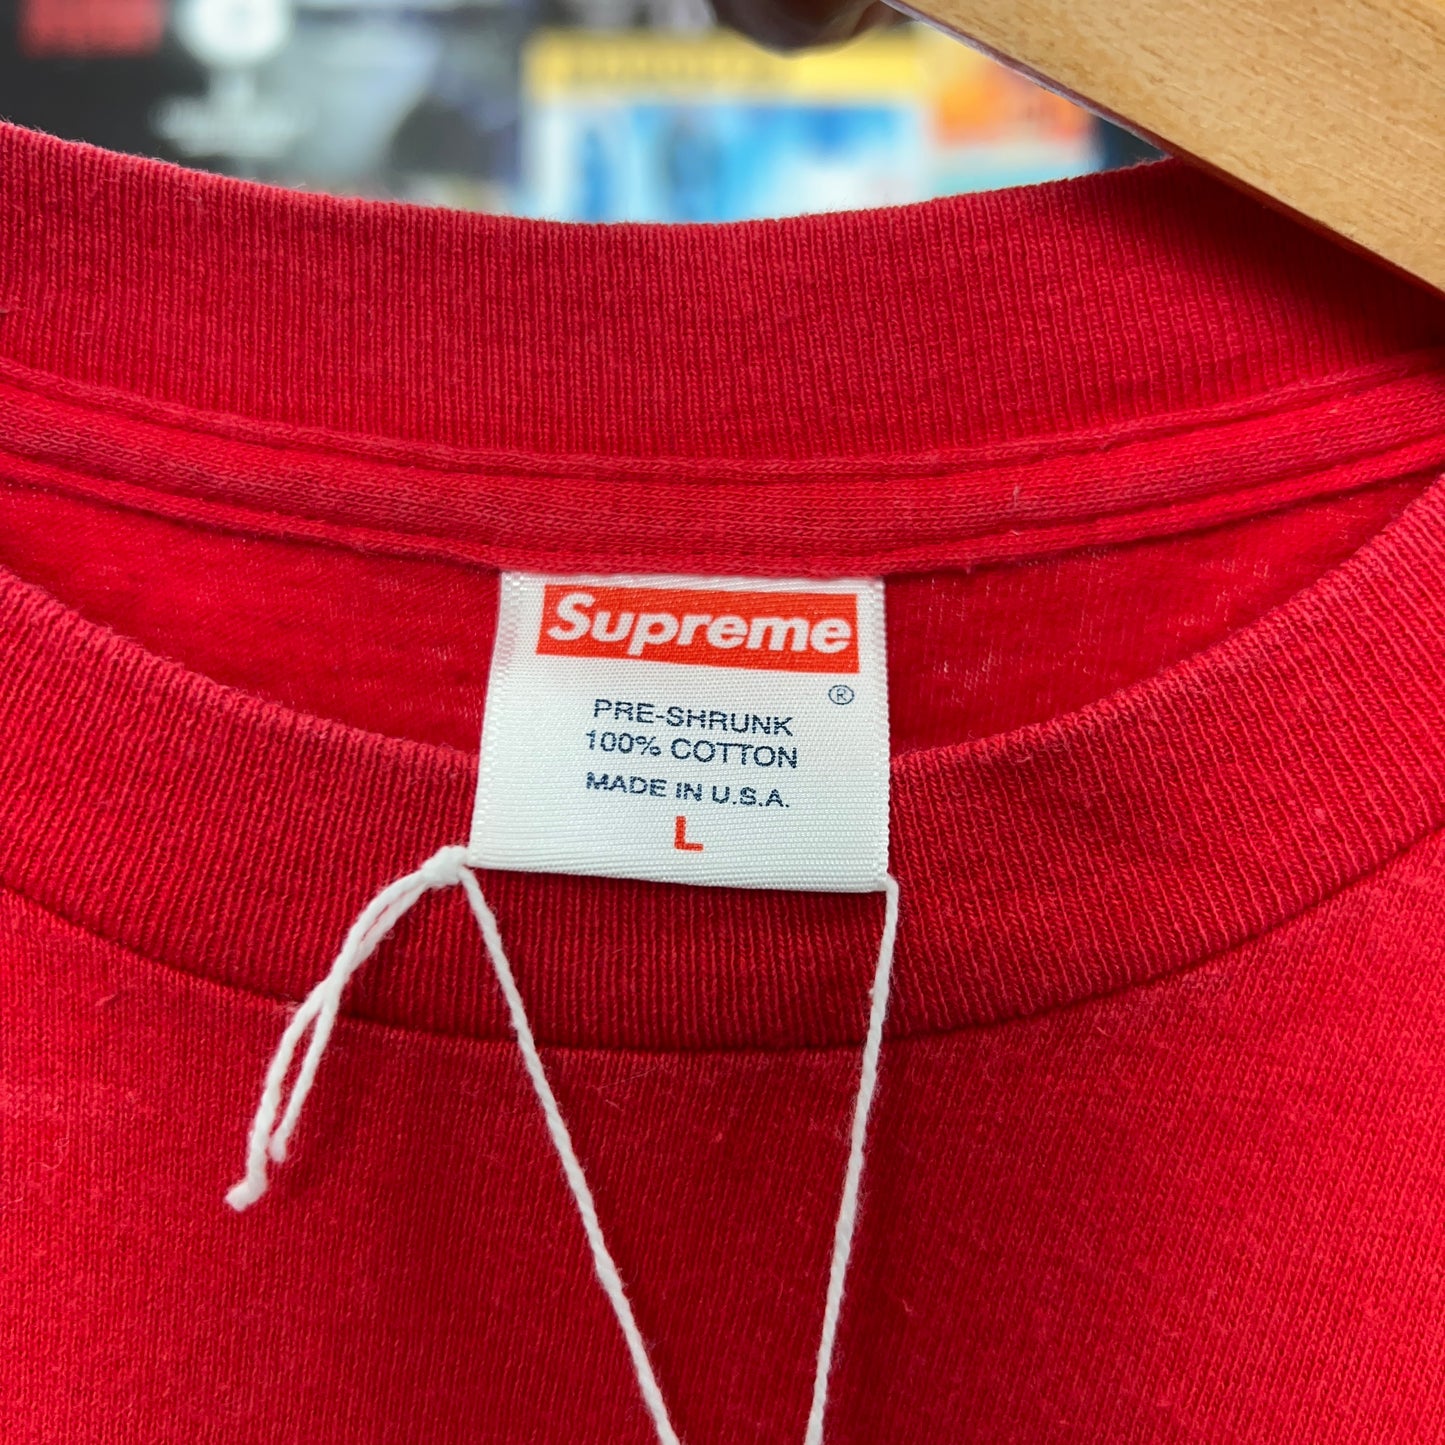 Supreme
®
PRE-SHRUNK
100% COTTON
MADE IN U.S.A.
L